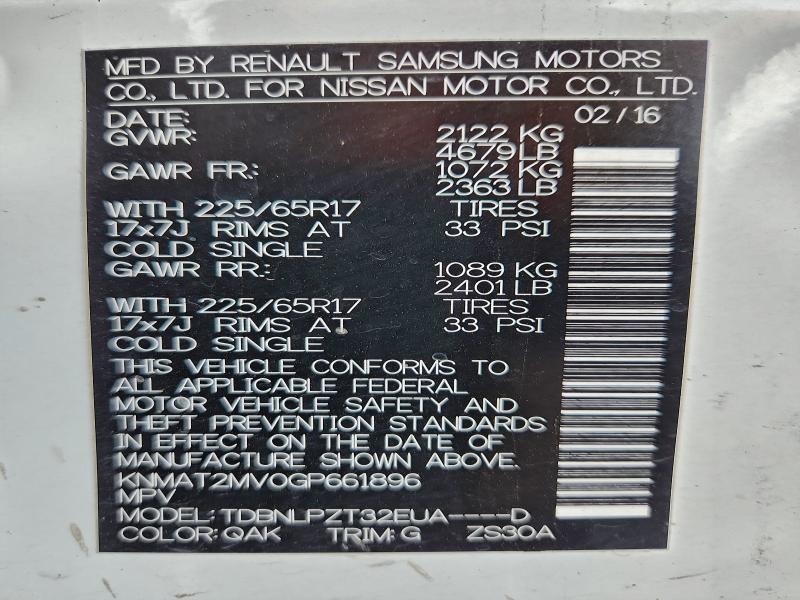 MFD BY RENAULT SAMSUNG MOTORS
CO., LTD. FOR NISSAN MOTOR CO., LTD.
DATE: 02/16
GVWR: 2122 KG
4679 LB
GAWR FR.: 1072 KG
2363 LB
WITH 225/65R17 TIRES
17x7J RIMS AT 33 PSI
COLD SINGLE
GAWR RR.: 1089 KG
2401 LB
WITH 225/65R17 TIRES
17x7J RIMS AT 33 PSI
COLD SINGLE
THIS VEHICLE CONFORMS TO
ALL APPLICABLE FEDERAL
MOTOR VEHICLE SAFETY AND
THEFT PREVENTION STANDARDS
IN EFFECT ON THE DATE OF
MANUFACTURE SHOWN ABOVE.
KNMAT2MV0GP661896
MPV
MODEL: TDBNLPZT32EUA----D
COLOR: QAK TRIM: G ZS30A